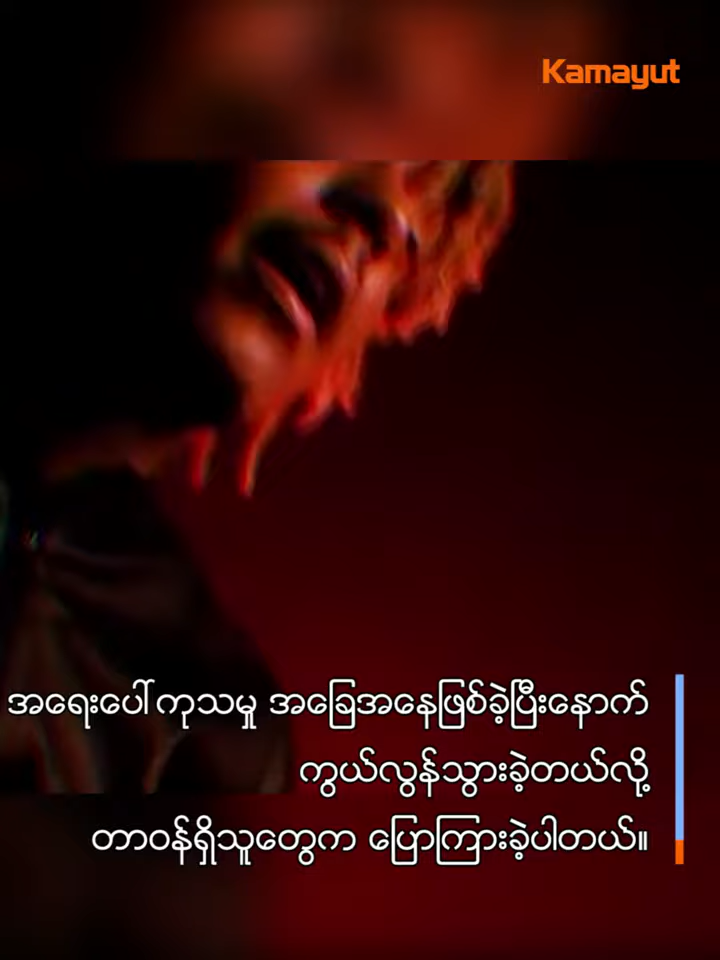 Kamayut
အရေးပေါ်ကုသမှု အခြေအနေဖြစ်ခဲ့ပြီးနောက်
ကွယ်လွန်သွားခဲ့တယ်လို့
တာဝန်ရှိသူတွေက ပြောကြားခဲ့ပါတယ်။